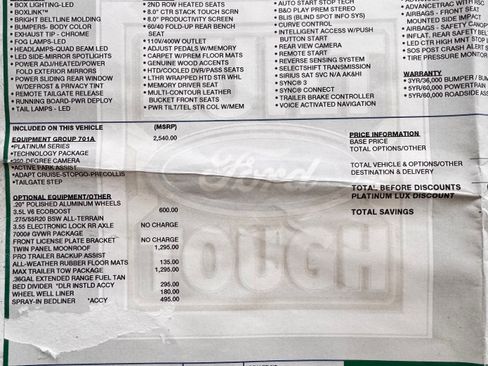 BOX LIGHTING-LED
BOXLINK™
BRIGHT BELTLINE MOLDING
BUMPERS- BODY COLOR
EXHAUST TIP - CHROME
FOG LAMPS-LED
HEADLAMPS-QUAD BEAM LED
LED SIDE-MIRROR SPOTLIGHTS
POWER AD/HEATED/POWER
FOLD EXTERIOR MIRRORS
POWER SLIDING REAR WINDOW
W/DEFROST & PRIVACY TINT
REMOTE TAILGATE RELEASE
RUNNING BOARD-PWR DEPLOY
TAIL LAMPS - LED
2ND ROW HEATED SEATS
8.0" CTR STACK TOUCH SCRN
8.0" PRODUCTIVITY SCREEN
60/40 FOLD-UP REAR BENCH
SEAT
110V/400W OUTLET
ADJUST PEDALS W/MEMORY
CARPET W/PREM FLOOR MATS
GENUINE WOOD ACCENTS
HTD/COOLED DRV/PASS SEATS
LTHR WRAPPED HTD STR WHL
MEMORY DRIVER SEAT
MULTI-CONTOUR LEATHER
BUCKET FRONT SEATS
PWR TILT/TEL STR COL W/MEM
AUTO START STOP TECH
B&O PLAY PREM STEREO
BLIS (BLIND SPOT INFO SYS)
CURVE CONTROL
INTELLIGENT ACCESS W/PUSH
BUTTON START
REAR VIEW CAMERA
REMOTE START
REVERSE SENSING SYSTEM
SELECTSHIFT TRANSMISSION
SIRIUS SAT SVC N/A AK&HI
SYNC® 3
SYNC® CONNECT
TRAILER BRAKE CONTROLLER
VOICE ACTIVATED NAVIGATION
ADVANCETRAC WITH RSC
AIRBAGS - FRONT
MOUNTED SIDE IMPACT
AIRBAGS - SAFETY CANOPY
INFLAT. REAR SAFETY BEL
LED CTR HIGH MNT STOP
SOS POST CRASH ALERT
TIRE PRESSURE MONITOR
WARRANTY
3YR/36,000 BUMPER / BUM
5YR/60,000 POWERTRAIN
5YR/60,000 ROADSIDE ASS
INCLUDED ON THIS VEHICLE
(MSRP)
EQUIPMENT GROUP 701A
2,540.00
PLATINUM SERIES
TECHNOLOGY PACKAGE
360-DEGREE CAMERA
ACTIVE PARK ASSIST
ADAPT CRUISE-STOPGO-PRECOLLIS
TAILGATE STEP
OPTIONAL EQUIPMENT/OTHER
20" POLISHED ALUMINUM WHEELS
3.5L V6 ECOBOOST
600.00
275/55R20 BSW ALL-TERRAIN
3.55 ELECTRONIC LOCK RR AXLE
NO CHARGE
7000# GVWR PACKAGE
FRONT LICENSE PLATE BRACKET
NO CHARGE
TWIN PANEL MOONROOF
1,295.00
PRO TRAILER BACKUP ASSIST
ALL-WEATHER RUBBER FLOOR MATS
135.00
MAX TRAILER TOW PACKAGE
1,295.00
.36GAL EXTENDED RANGE FUEL TAN
BED DIVIDER *DLR INSTLD ACCY
295.00
WHEEL WELL LINER
180.00
SPRAY-IN BEDLINER *ACCY
495.00
PRICE INFORMATION
BASE PRICE
TOTAL OPTIONS/OTHER
TOTAL VEHICLE & OPTIONS/OTHER
DESTINATION & DELIVERY
TOTAL BEFORE DISCOUNTS
PLATINUM LUX DISCOUNT
TOTAL SAVINGS
Ford
TOUGH